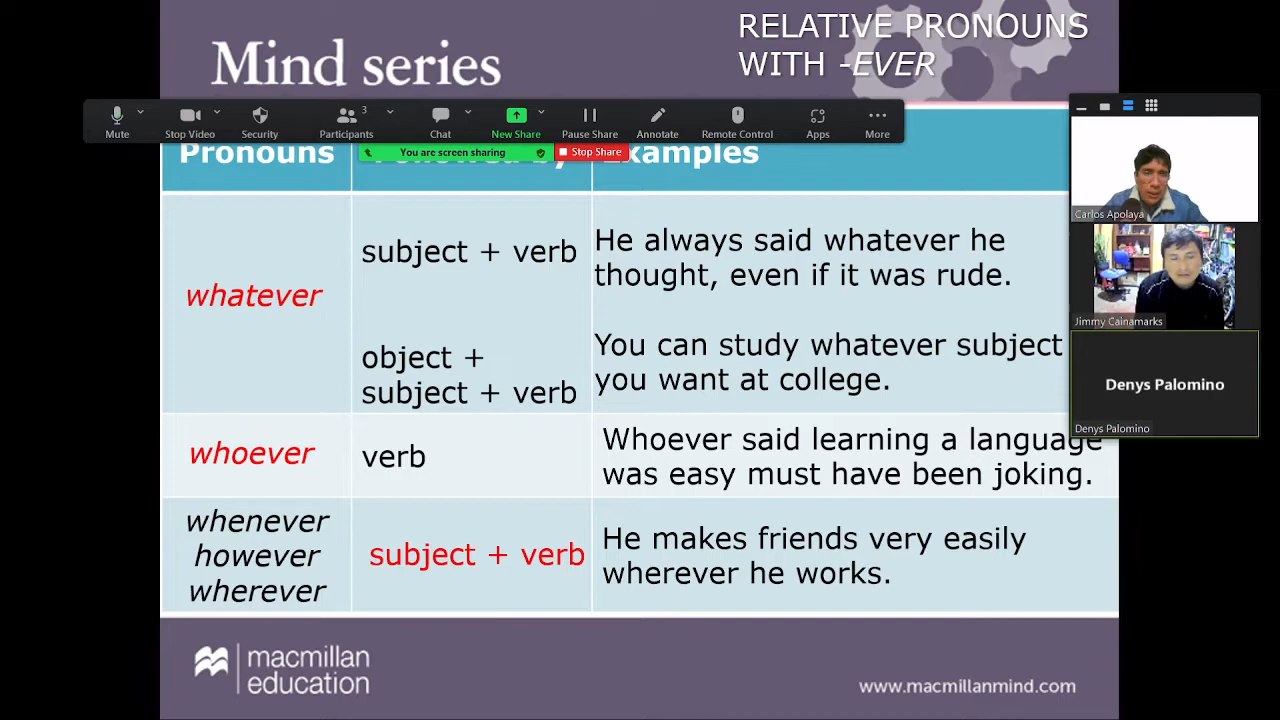 RELATIVE PRONOUNS
WITH -EVER
Mind series
Mute
Stop Video
Security
3
Participants
Chat
New Share
Pause Share
Annotate
Remote Control
Apps
More
You are screen sharing
Stop Share
Pronouns
Examples
whatever
subject + verb
He always said whatever he
thought, even if it was rude.
object +
subject + verb
You can study whatever subject
you want at college.
whoever
verb
Whoever said learning a language
was easy must have been joking.
whenever
however
wherever
subject + verb
He makes friends very easily
wherever he works.
macmillan
education
www.macmillanmind.com
Carlos Apolaya
Jimmy Cainamarks
Denys Palomino
Denys Palomino